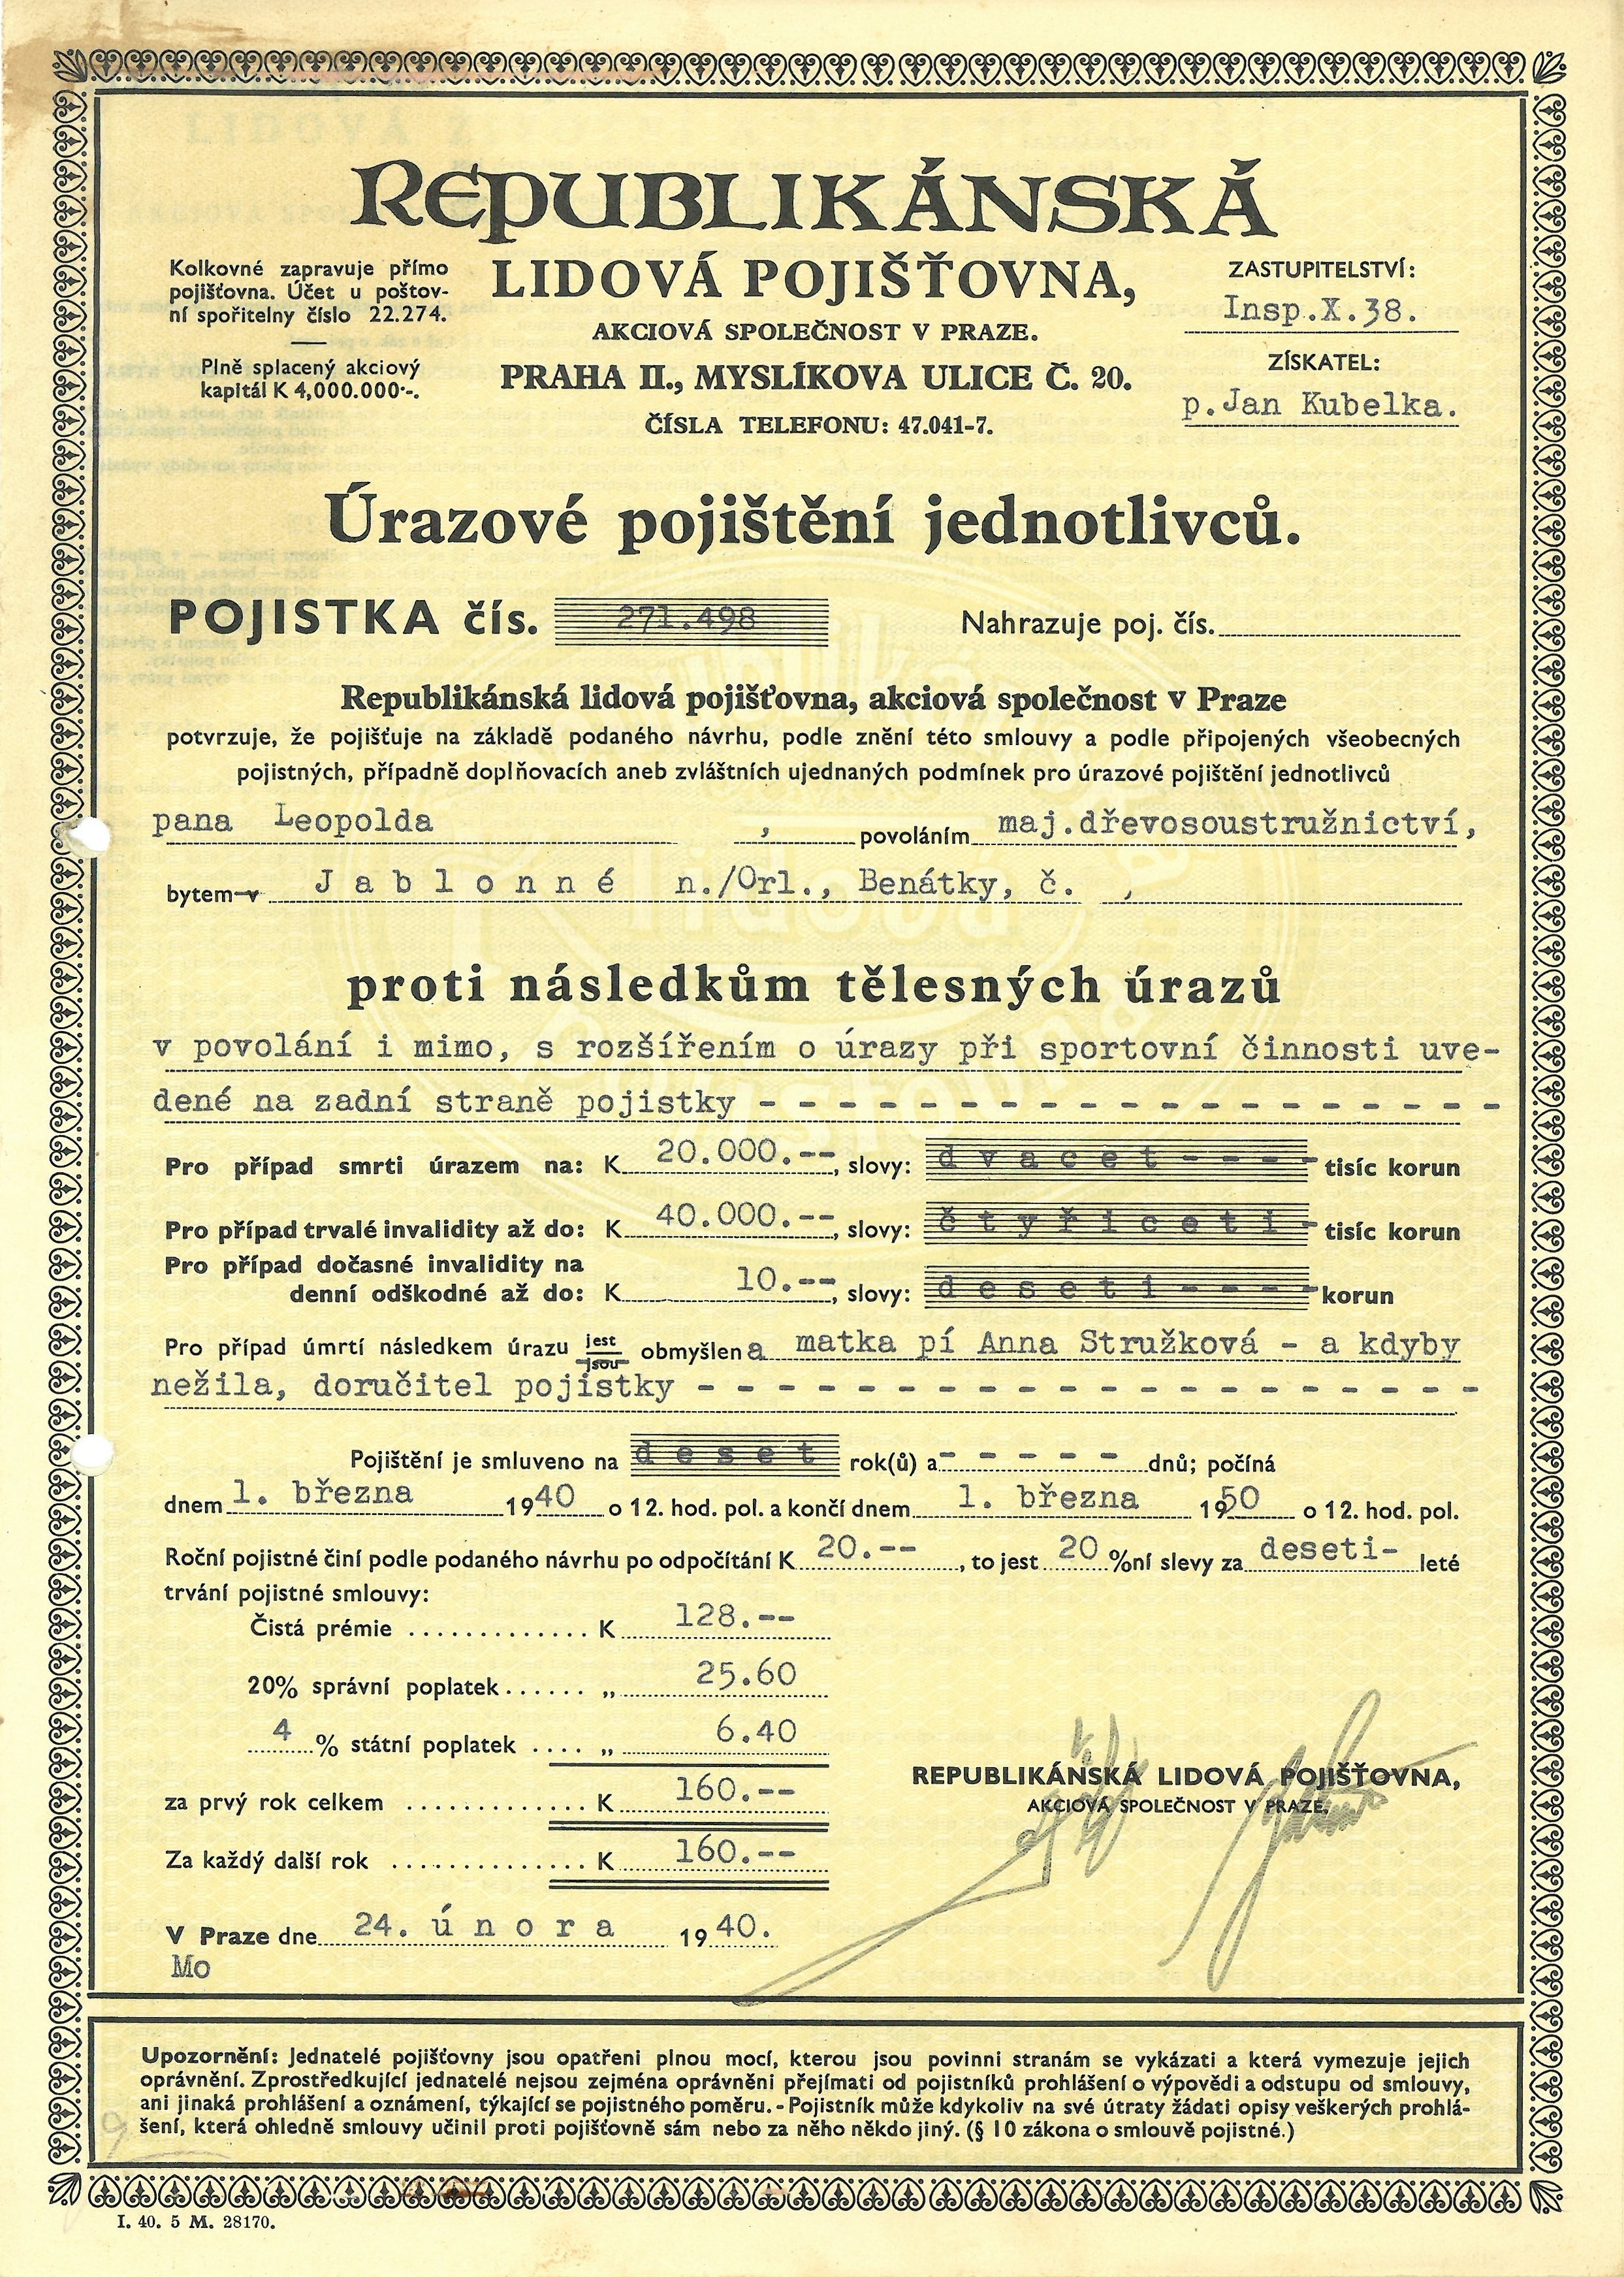 REPUBLIKÁNSKÁ
LIDOVÁ POJIŠŤOVNA,
AKCIOVÁ SPOLEČNOST V PRAZE.
PRAHA II., MYSLÍKOVA ULICE Č. 20.
ČÍSLA TELEFONU: 47.041-7.
Kolkovné zapravuje přímo
pojišťovna. Účet u poštov-
ní spořitelny číslo 22.274.
Plně splacený akciový
kapitál K 4,000.000·-.
ZASTUPITELSTVÍ:
Insp.X.38.
ZÍSKATEL:
p.Jan Kubelka.
Úrazové pojištění jednotlivců.
POJISTKA čís. 271.498 Nahrazuje poj. čís.
Republikánská lidová pojišťovna, akciová společnost v Praze
potvrzuje, že pojišťuje na základě podaného návrhu, podle znění této smlouvy a podle připojených všeobecných
pojistných, případně doplňovacích aneb zvláštních ujednaných podmínek pro úrazové pojištění jednotlivců
pana Leopolda , povoláním maj.dřevosoustružnictví,
bytem v Jablonné n./Orl., Benátky, č. ,
proti následkům tělesných úrazů
v povolání i mimo, s rozšířením o úrazy při sportovní činnosti uve-
dené na zadní straně pojistky - - - - - - - - - - - - - - - - - - -
Pro případ smrti úrazem na: K 20.000.--, slovy: dvacet - - - - tisíc korun
Pro případ trvalé invalidity až do: K 40.000.--, slovy: čtyřiceti - tisíc korun
Pro případ dočasné invalidity na
denní odškodné až do: K 10.--, slovy: deseti - - - - korun
Pro případ úmrtí následkem úrazu jest/jsou obmyšlena matka pí Anna Stružková - a kdyby
nežila, doručitel pojistky - - - - - - - - - - - - - - - - - - - -
Pojištění je smluveno na deset rok(ů) a - - - - - dnů; počíná
dnem 1. března 1940 o 12. hod. pol. a končí dnem 1. března 1950 o 12. hod. pol.
Roční pojistné činí podle podaného návrhu po odpočítání K 20.-- , to jest 20 %ní slevy za deseti- leté
trvání pojistné smlouvy:
Čistá prémie ............. K 128.--
20% správní poplatek...... „ 25.60
4 % státní poplatek .... „ 6.40
za prvý rok celkem ............. K 160.--
Za každý další rok .............. K 160.--
REPUBLIKÁNSKÁ LIDOVÁ POJIŠŤOVNA,
AKCIOVÁ SPOLEČNOST V PRAZE.
V Praze dne 24. února 1940.
Mo
Upozornění: Jednatelé pojišťovny jsou opatřeni plnou mocí, kterou jsou povinni stranám se vykázati a která vymezuje jejich
oprávnění. Zprostředkující jednatelé nejsou zejména oprávněni přejímati od pojistníků prohlášení o výpovědi a odstupu od smlouvy,
ani jinaká prohlášení a oznámení, týkající se pojistného poměru. - Pojistník může kdykoliv na své útraty žádati opisy veškerých prohlá-
šení, která ohledně smlouvy učinil proti pojišťovně sám nebo za něho někdo jiný. (§ 10 zákona o smlouvě pojistné.)
I. 40. 5 M. 28170.